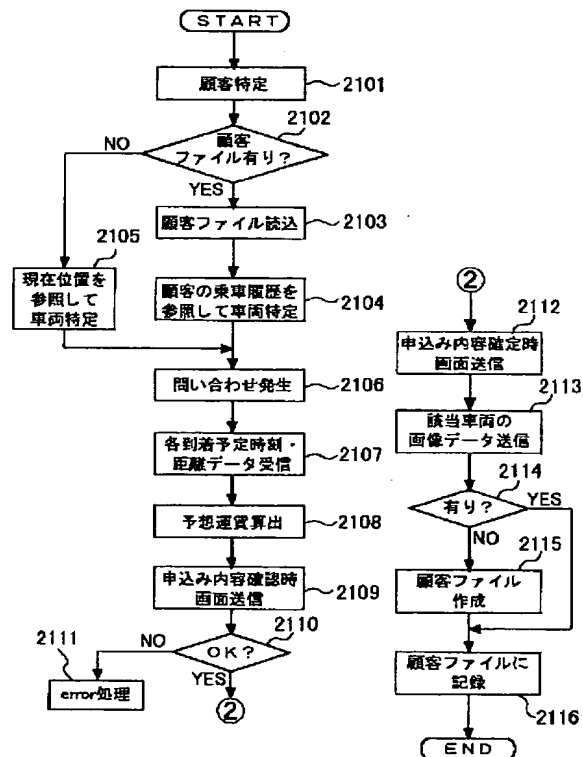 START
顧客特定
2101
2102
顧客
ファイル有り?
NO
YES
顧客ファイル読込
2103
2105
現在位置を
参照して
車両特定
顧客の乗車履歴を
参照して車両特定
2104
問い合わせ発生
2106
各到着予定時刻・
距離データ受信
2107
予想運賃算出
2108
申込み内容確認時
画面送信
2109
2110
OK?
NO
YES
2111
error処理
②
②
2112
申込み内容確定時
画面送信
2113
該当車両の
画像データ送信
2114
有り?
YES
NO
2115
顧客ファイル
作成
顧客ファイルに
記録
2116
END